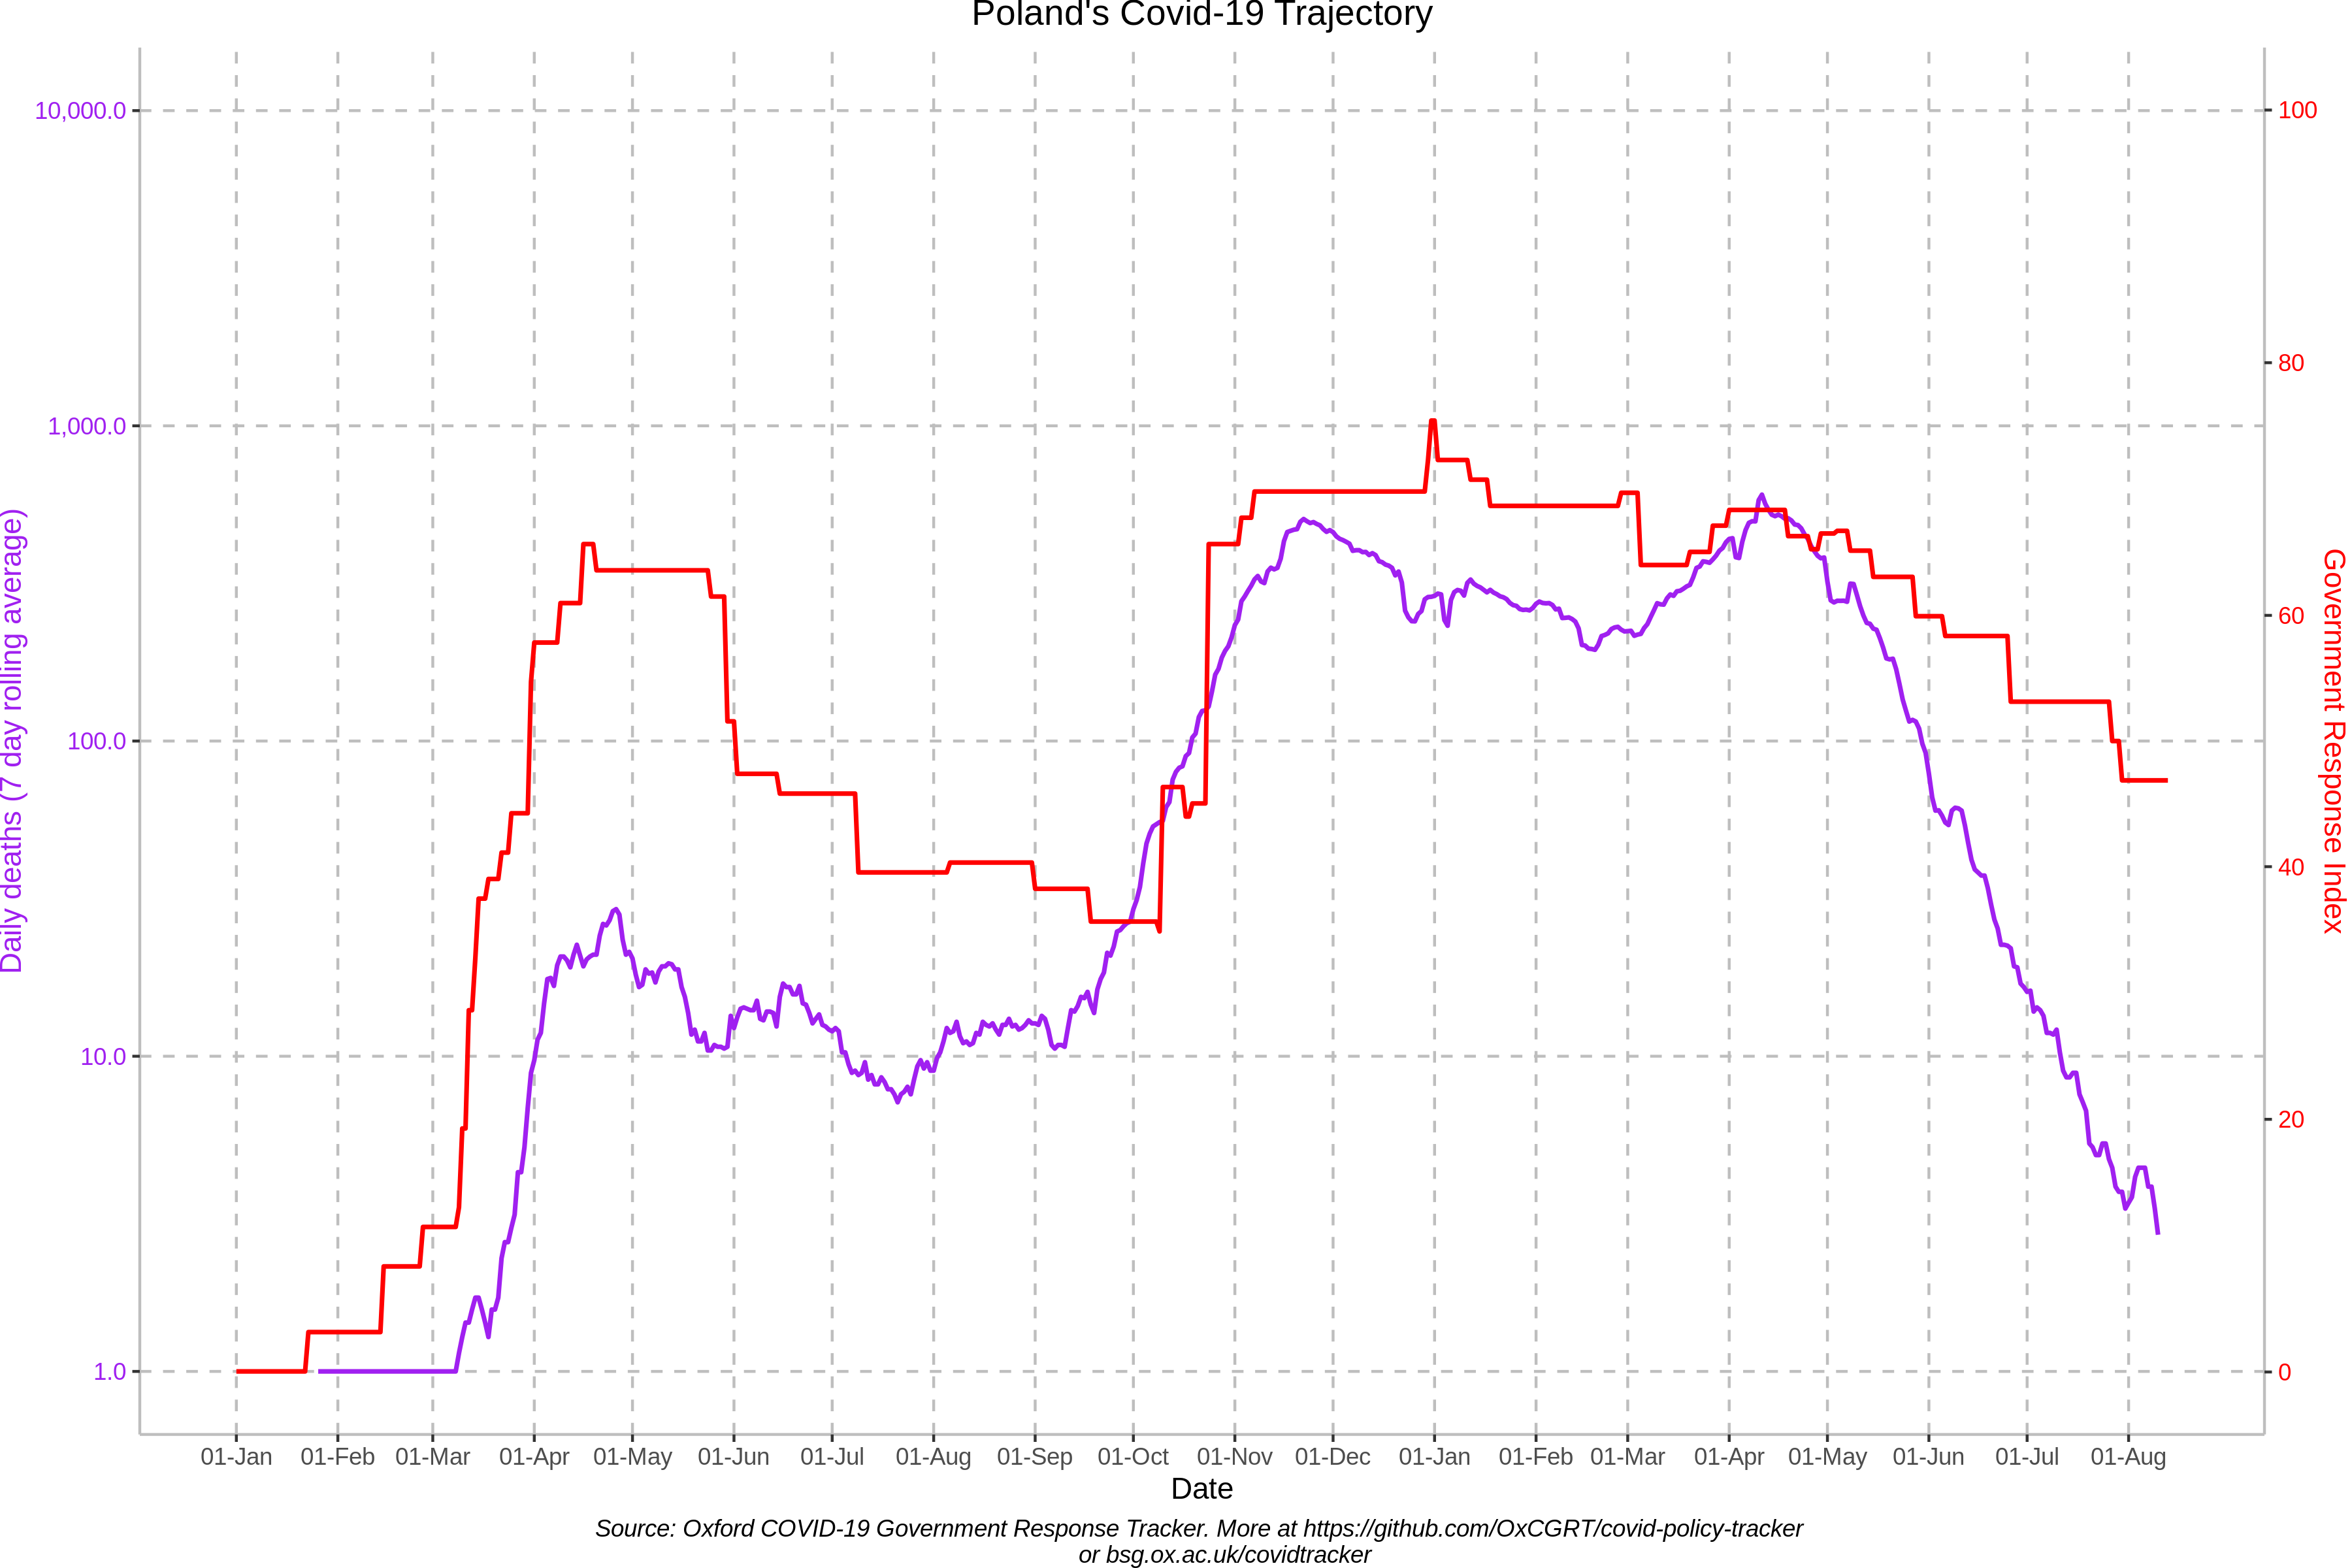 Poland's Covid-19 Trajectory
10,000.0
1,000.0
100.0
10.0
1.0
Daily deaths (7 day rolling average)
100
80
60
40
20
0
Government Response Index
01-Jan 01-Feb 01-Mar 01-Apr 01-May 01-Jun 01-Jul 01-Aug 01-Sep 01-Oct 01-Nov 01-Dec 01-Jan 01-Feb 01-Mar 01-Apr 01-May 01-Jun 01-Jul 01-Aug
Date
Source: Oxford COVID-19 Government Response Tracker. More at https://github.com/OxCGRT/covid-policy-tracker
or bsg.ox.ac.uk/covidtracker